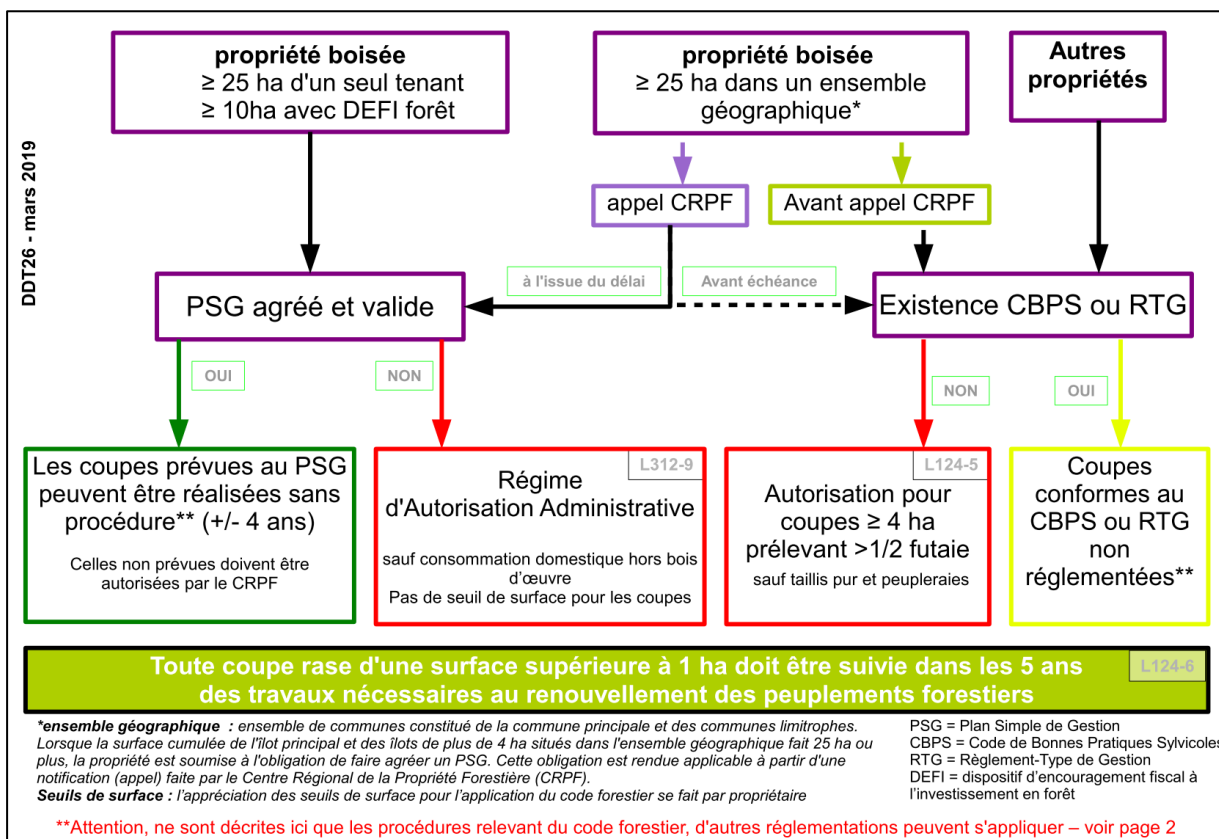 DDT26 - mars 2019
propriété boisée
≥ 25 ha d'un seul tenant
≥ 10ha avec DEFI forêt
propriété boisée
≥ 25 ha dans un ensemble
géographique*
Autres
propriétés
appel CRPF
Avant appel CRPF
à l'issue du délai
Avant échéance
PSG agréé et valide
Existence CBPS ou RTG
OUI
NON
NON
OUI
Les coupes prévues au PSG
peuvent être réalisées sans
procédure** (+/- 4 ans)
Celles non prévues doivent être
autorisées par le CRPF
L312-9
Régime
d'Autorisation Administrative
sauf consommation domestique hors bois
d'œuvre
Pas de seuil de surface pour les coupes
L124-5
Autorisation pour
coupes ≥ 4 ha
prélevant >1/2 futaie
sauf taillis pur et peupleraies
Coupes
conformes au
CBPS ou RTG
non
réglementées**
Toute coupe rase d'une surface supérieure à 1 ha doit être suivie dans les 5 ans
des travaux nécessaires au renouvellement des peuplements forestiers
L124-6
*ensemble géographique : ensemble de communes constitué de la commune principale et des communes limitrophes.
Lorsque la surface cumulée de l'îlot principal et des îlots de plus de 4 ha situés dans l'ensemble géographique fait 25 ha ou
plus, la propriété est soumise à l'obligation de faire agréer un PSG. Cette obligation est rendue applicable à partir d'une
notification (appel) faite par le Centre Régional de la Propriété Forestière (CRPF).
Seuils de surface : l'appréciation des seuils de surface pour l'application du code forestier se fait par propriétaire
PSG = Plan Simple de Gestion
CBPS = Code de Bonnes Pratiques Sylvicoles
RTG = Règlement-Type de Gestion
DEFI = dispositif d'encouragement fiscal à
l'investissement en forêt
**Attention, ne sont décrites ici que les procédures relevant du code forestier, d'autres réglementations peuvent s'appliquer – voir page 2